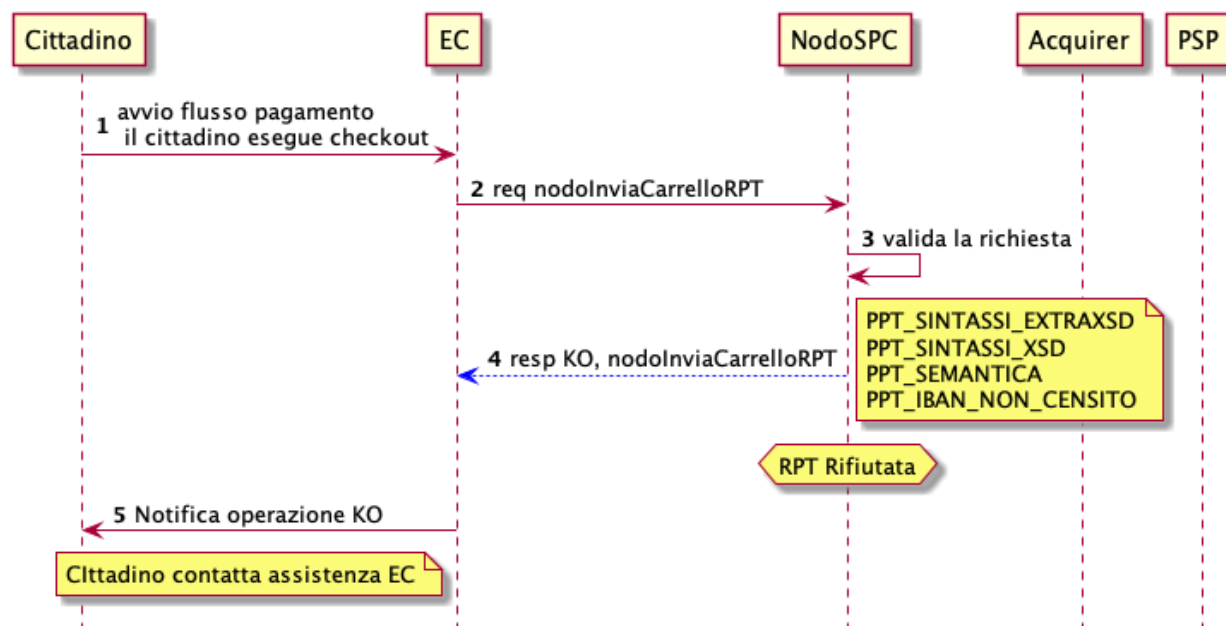 Cittadino
EC
NodoSPC
Acquirer
PSP
1 avvio flusso pagamento
il cittadino esegue checkout
2 req nodoInviaCarrelloRPT
3 valida la richiesta
PPT_SINTASSI_EXTRAXSD
PPT_SINTASSI_XSD
PPT_SEMANTICA
PPT_IBAN_NON_CENSITO
4 resp KO, nodoInviaCarrelloRPT
RPT Rifiutata
5 Notifica operazione KO
CIttadino contatta assistenza EC